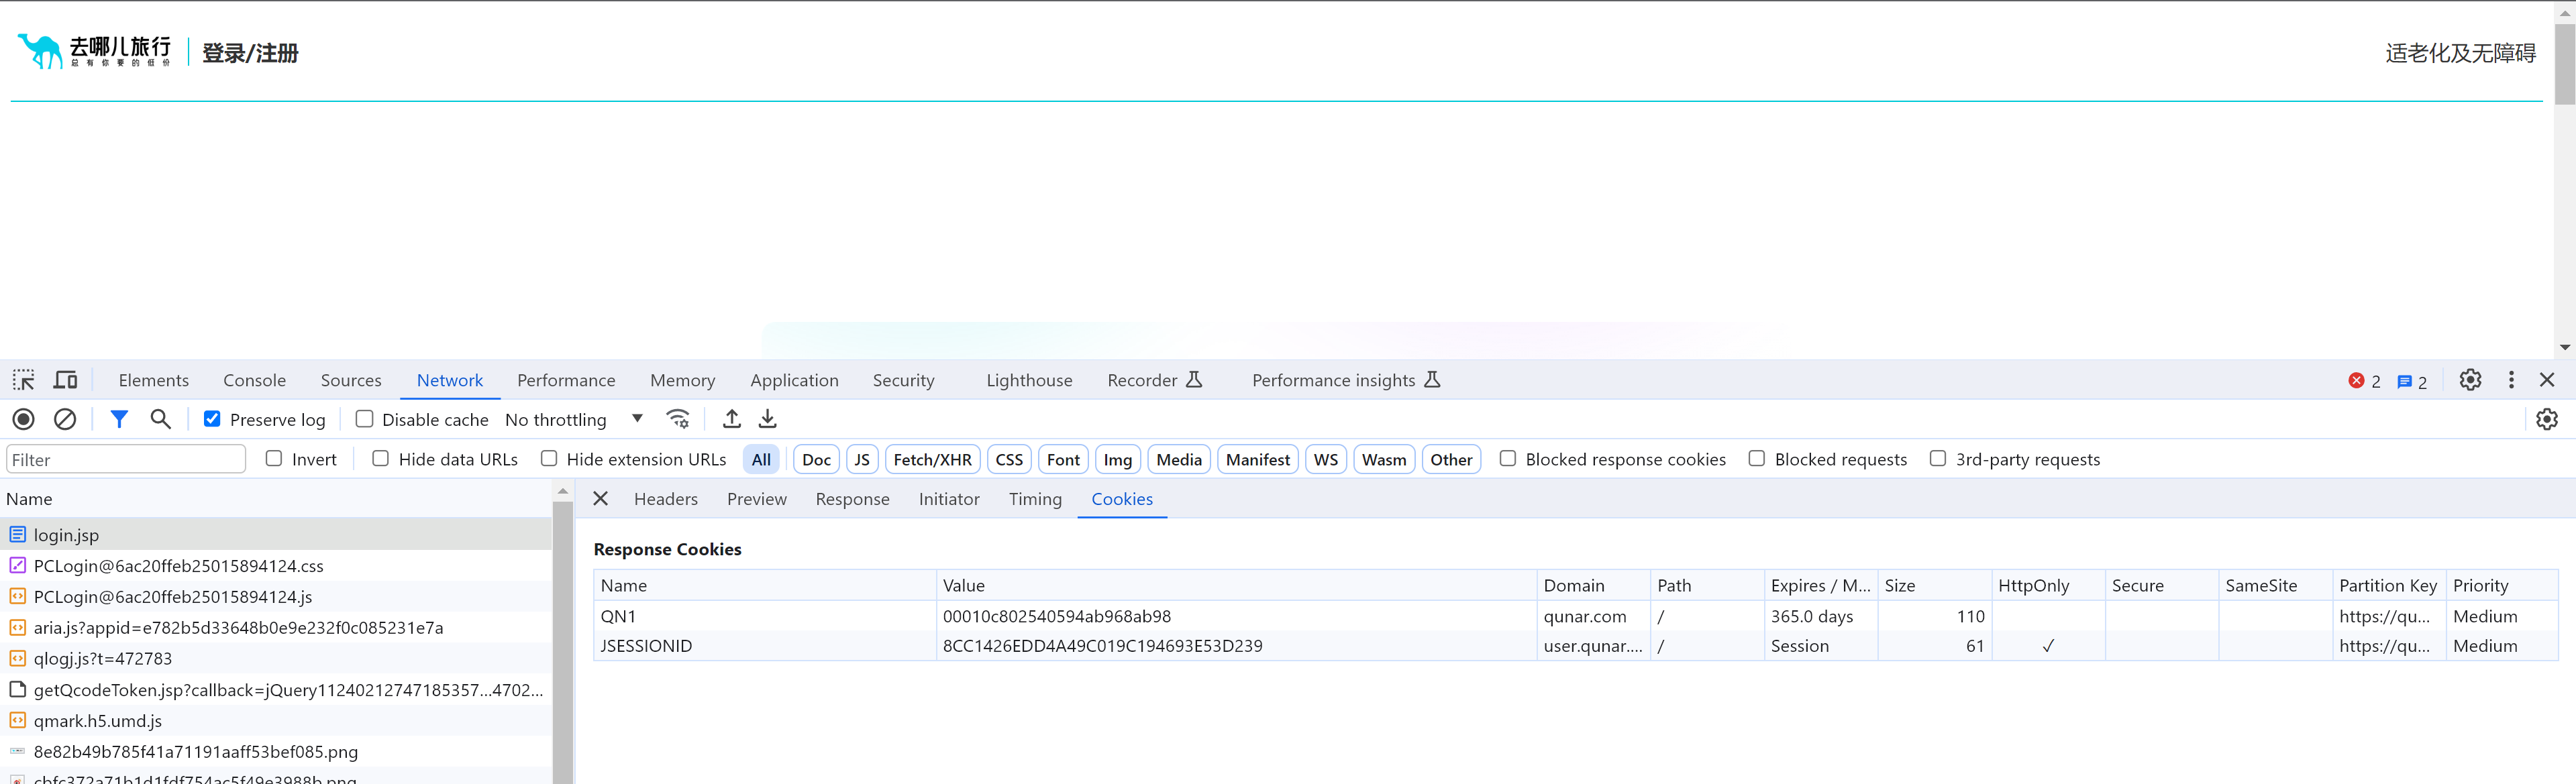 去哪儿旅行
总有你要的低价
登录/注册
适老化及无障碍
Elements Console Sources Network Performance Memory Application Security Lighthouse Recorder Performance insights 2 2
Preserve log Disable cache No throttling
Filter Invert Hide data URLs Hide extension URLs All Doc JS Fetch/XHR CSS Font Img Media Manifest WS Wasm Other Blocked response cookies Blocked requests 3rd-party requests
Name
login.jsp
PCLogin@6ac20ffeb25015894124.css
PCLogin@6ac20ffeb25015894124.js
aria.js?appid=e782b5d33648b0e9e232f0c085231e7a
qlogj.js?t=472783
getQcodeToken.jsp?callback=jQuery11240212747185357...4702...
qmark.h5.umd.js
8e82b49b785f41a71191aaff53bef085.png
cbfc372a71b1d1fdf754ac5f49e3988b.png
Headers Preview Response Initiator Timing Cookies
Response Cookies
Name Value Domain Path Expires / M... Size HttpOnly Secure SameSite Partition Key Priority
QN1 00010c802540594ab968ab98 qunar.com / 365.0 days 110 https://qu... Medium
JSESSIONID 8CC1426EDD4A49C019C194693E53D239 user.qunar.... / Session 61 ✓ https://qu... Medium